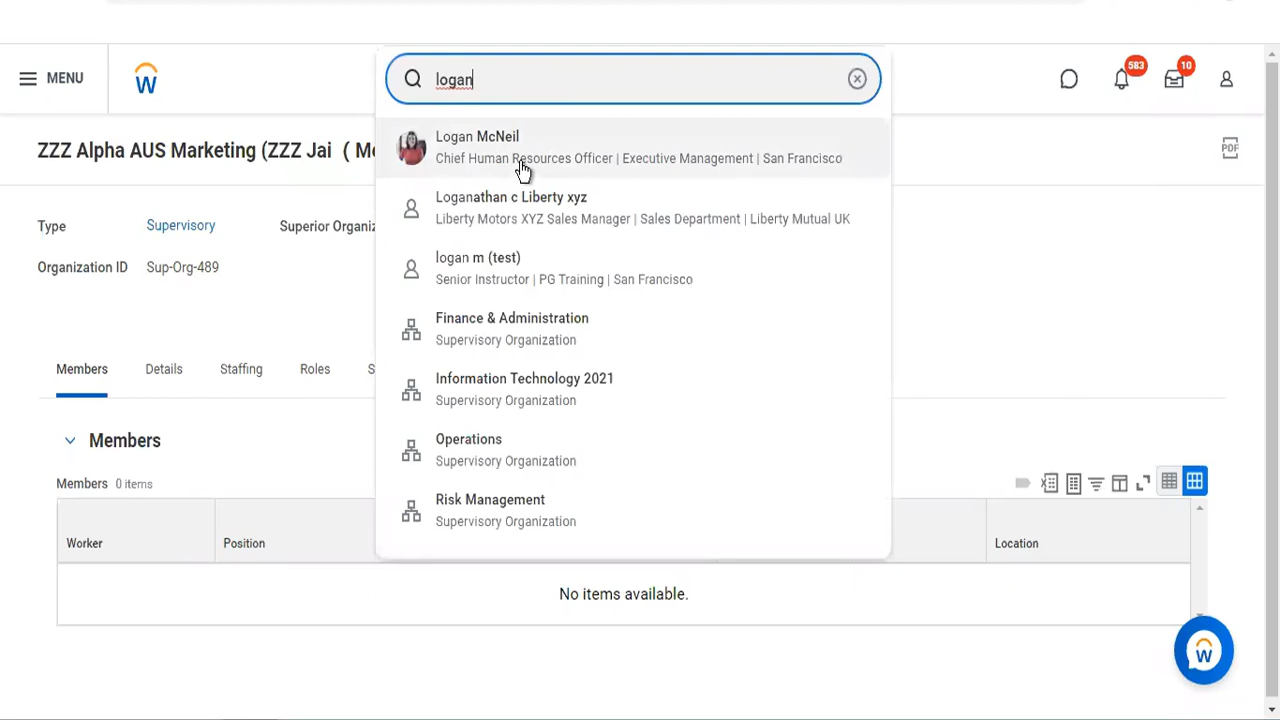 MENU
logan
583
10
Logan McNeil
Chief Human Resources Officer | Executive Management | San Francisco
ZZZ Alpha AUS Marketing (ZZZ Jai ( Me
PDF
Loganathan c Liberty xyz
Liberty Motors XYZ Sales Manager | Sales Department | Liberty Mutual UK
Type Supervisory Superior Organiz
logan m (test)
Senior Instructor | PG Training | San Francisco
Organization ID Sup-Org-489
Finance & Administration
Supervisory Organization
Information Technology 2021
Supervisory Organization
Members Details Staffing Roles S
Operations
Supervisory Organization
Members
Risk Management
Supervisory Organization
Members 0 items
Worker Position Location
No items available.